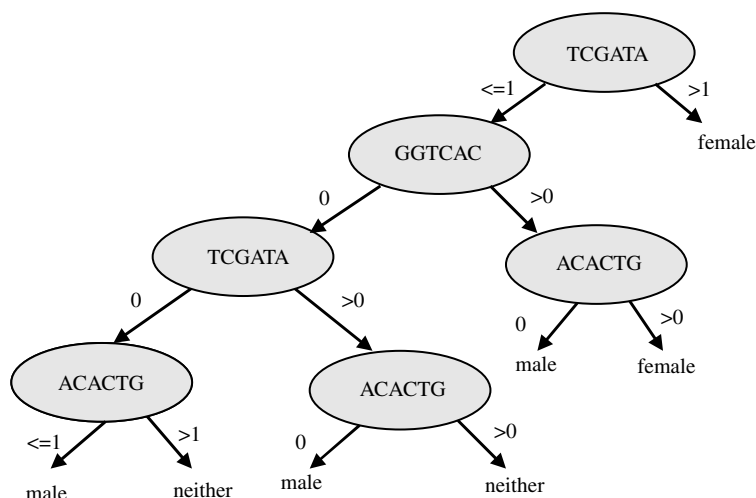 TCGATA
<=1
>1
female
GGTCAC
0
>0
TCGATA
ACACTG
0
>0
0
>0
male
female
ACACTG
ACACTG
<=1
>1
0
>0
male
neither
male
neither